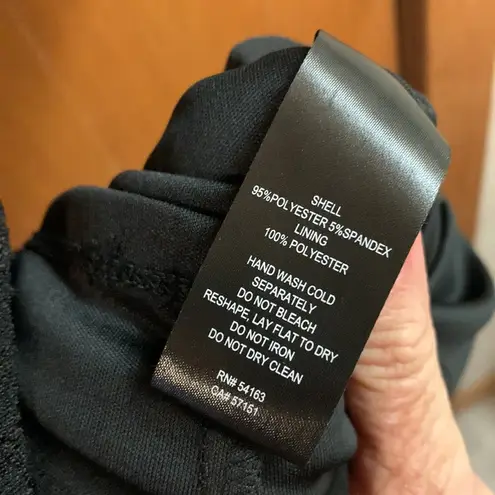 SHELL
95%POLYESTER 5%SPANDEX
LINING
100% POLYESTER
HAND WASH COLD
SEPARATELY
DO NOT BLEACH
RESHAPE, LAY FLAT TO DRY
DO NOT IRON
DO NOT DRY CLEAN
RN# 54163
CA# 57151